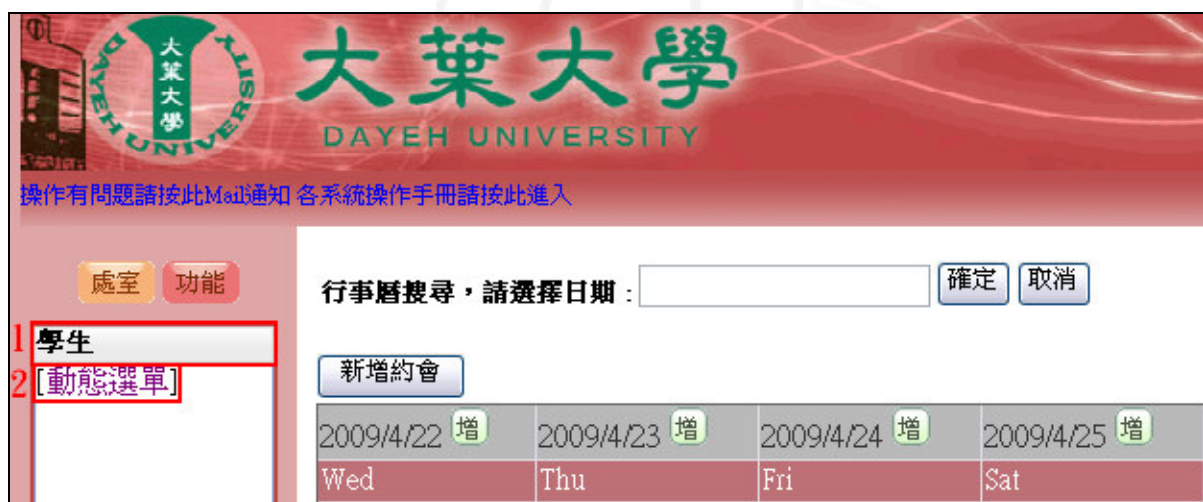 大葉大學
DAYEH UNIVERSITY
大葉大學
DAYEH UNIVERSITY
操作有問題請按此Mail通知 各系統操作手冊請按此進入
處室 功能
行事曆搜尋,請選擇日期 : 確定 取消
1 學生
2 [動態選單]
新增約會
2009/4/22 增 2009/4/23 增 2009/4/24 增 2009/4/25 增
Wed Thu Fri Sat